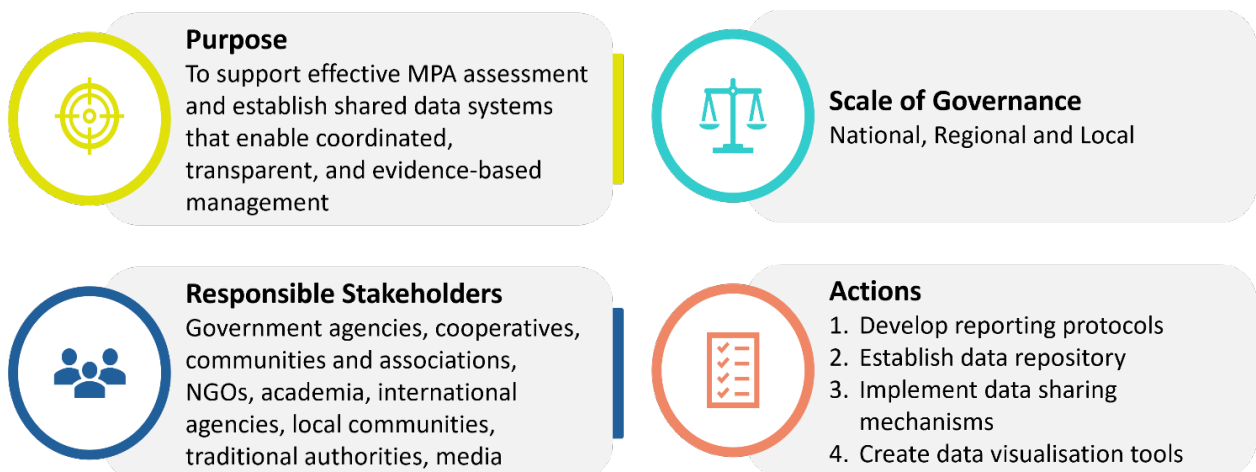 Purpose
To support effective MPA assessment
and establish shared data systems
that enable coordinated,
transparent, and evidence-based
management
Scale of Governance
National, Regional and Local
Responsible Stakeholders
Government agencies, cooperatives,
communities and associations,
NGOs, academia, international
agencies, local communities,
traditional authorities, media
Actions
1. Develop reporting protocols
2. Establish data repository
3. Implement data sharing
mechanisms
4. Create data visualisation tools